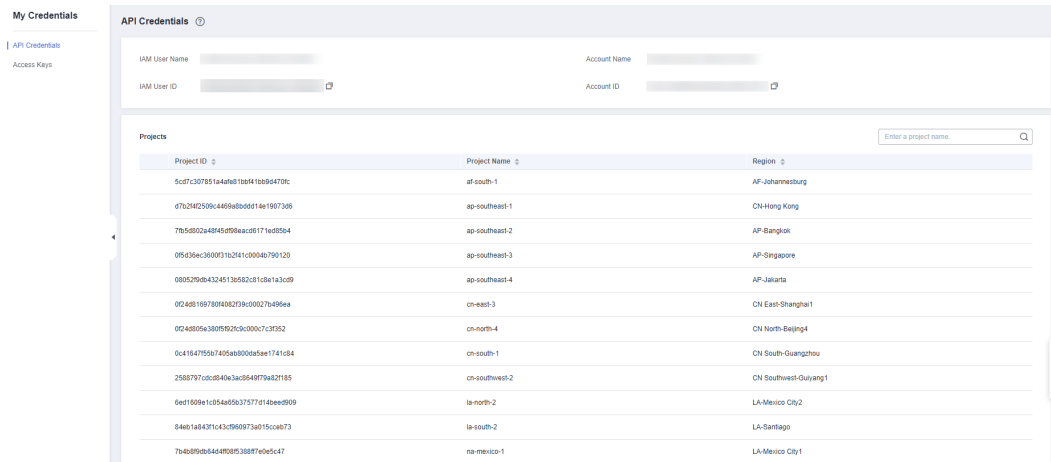 My Credentials
API Credentials
Access Keys
API Credentials
IAM User Name
Account Name
IAM User ID
Account ID
Projects
Enter a project name.
Project ID Project Name Region
5cd7c307851a4afe81bbf41bb9d470fc af-south-1 AF-Johannesburg
d7b2f4f2509c4469a8bddd14e19073d6 ap-southeast-1 CN-Hong Kong
7fb5d802a48f45df98eacd6171ed85b4 ap-southeast-2 AP-Bangkok
0f5d36ec3600f31b2f41c0004b790120 ap-southeast-3 AP-Singapore
08052f9db4324513b582c81c8e1a3cd9 ap-southeast-4 AP-Jakarta
0f24d8169780f4082f39c00027b496ea cn-east-3 CN East-Shanghai1
0f24d805e380f5f92fc9c000c7c3f352 cn-north-4 CN North-Beijing4
0c41647f55b7405ab800da5ae1741c84 cn-south-1 CN South-Guangzhou
2588797cdcd840e3ac8649f79a82f185 cn-southwest-2 CN Southwest-Guiyang1
6ed1609e1c054a65b37577d14beed909 la-north-2 LA-Mexico City2
84eb1a843f1c43cf960973a015cceb73 la-south-2 LA-Santiago
7b4b8f9db64d4ff08f5388ff7e0e5c47 na-mexico-1 LA-Mexico City1